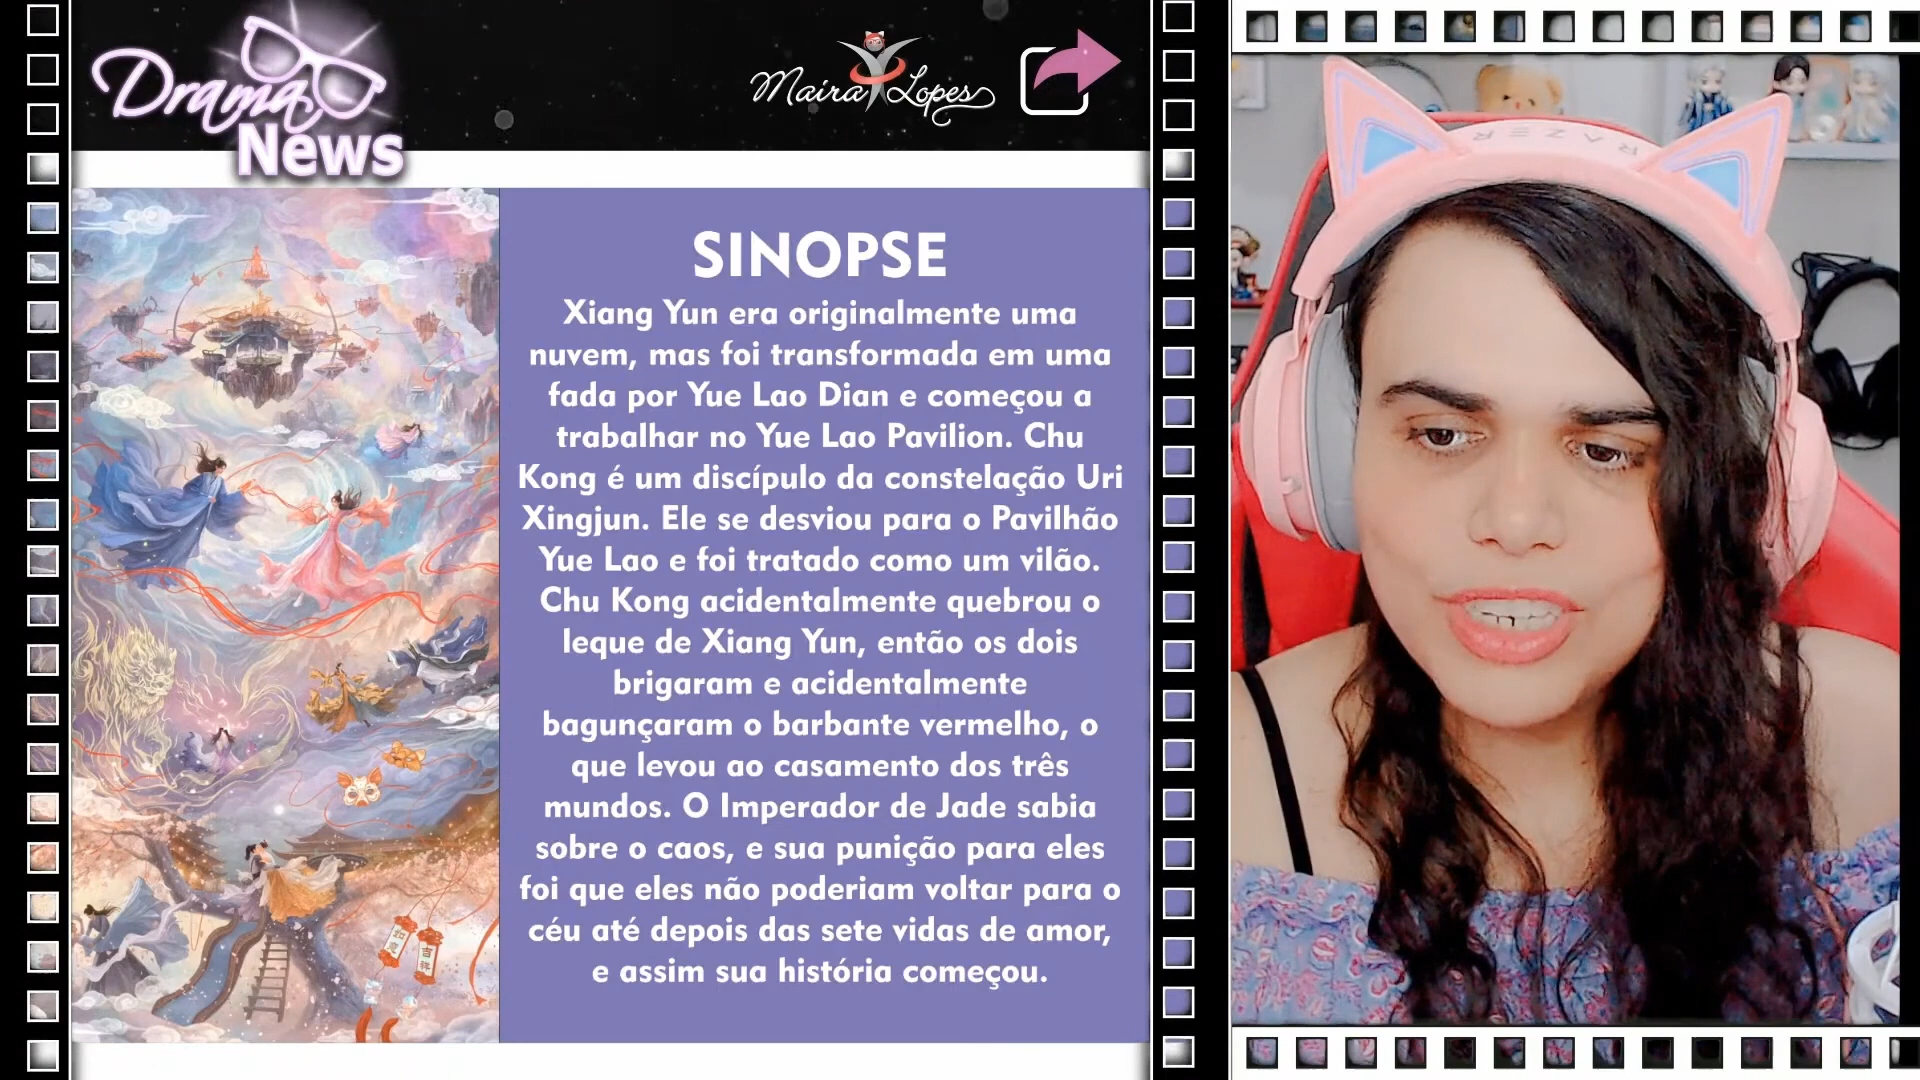 Drama
News
Maira Lopes
RAZER
SINOPSE
Xiang Yun era originalmente uma
nuvem, mas foi transformada em uma
fada por Yue Lao Dian e começou a
trabalhar no Yue Lao Pavilion. Chu
Kong é um discípulo da constelação Uri
Xingjun. Ele se desviou para o Pavilhão
Yue Lao e foi tratado como um vilão.
Chu Kong acidentalmente quebrou o
leque de Xiang Yun, então os dois
brigaram e acidentalmente
bagunçaram o barbante vermelho, o
que levou ao casamento dos três
mundos. O Imperador de Jade sabia
sobre o caos, e sua punição para eles
foi que eles não poderiam voltar para o
céu até depois das sete vidas de amor,
e assim sua história começou.
如意
吉祥